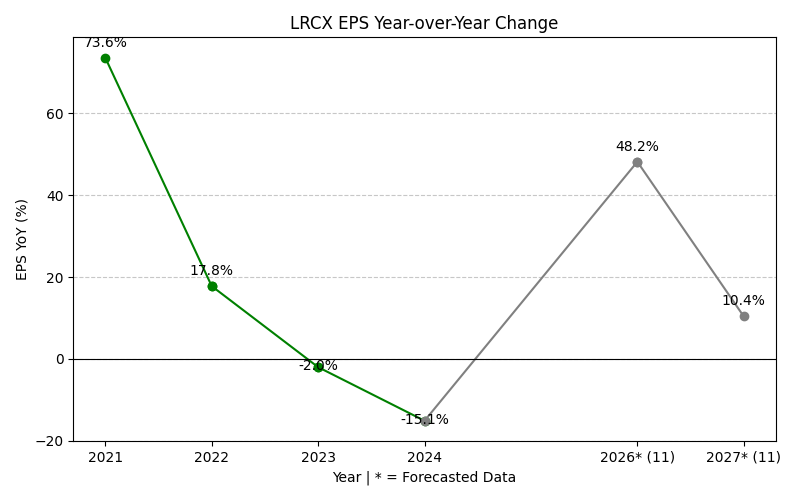 LRCX EPS Year-over-Year Change
73.6%
60
48.2%
40
EPS YoY (%)
20
17.8%
10.4%
0
-2.0%
-15.1%
−20
2021 2022 2023 2024 2026* (11) 2027* (11)
Year | * = Forecasted Data